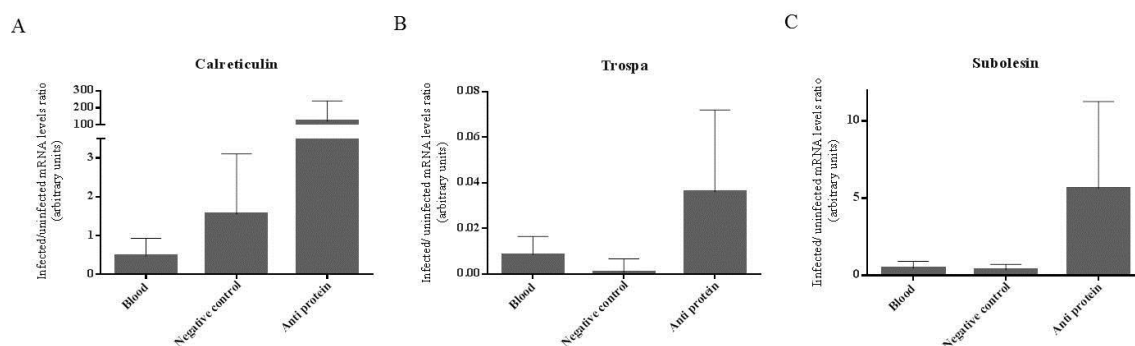 A
Calreticulin
Infected/uninfected mRNA levels ratio
(arbitrary units)
300
200
100
3
2
1
0
Blood
Negative control
Anti protein
B
Trospa
Infected/ uninfected mRNA levels ratio
(arbitrary units)
0.08
0.06
0.04
0.02
0.00
Blood
Negative control
Anti protein
C
Subolesin
Iinfected/ uninfected mRNA levels ratio
(arbitrary units)
10
5
0
Blood
Negative control
Anti protein